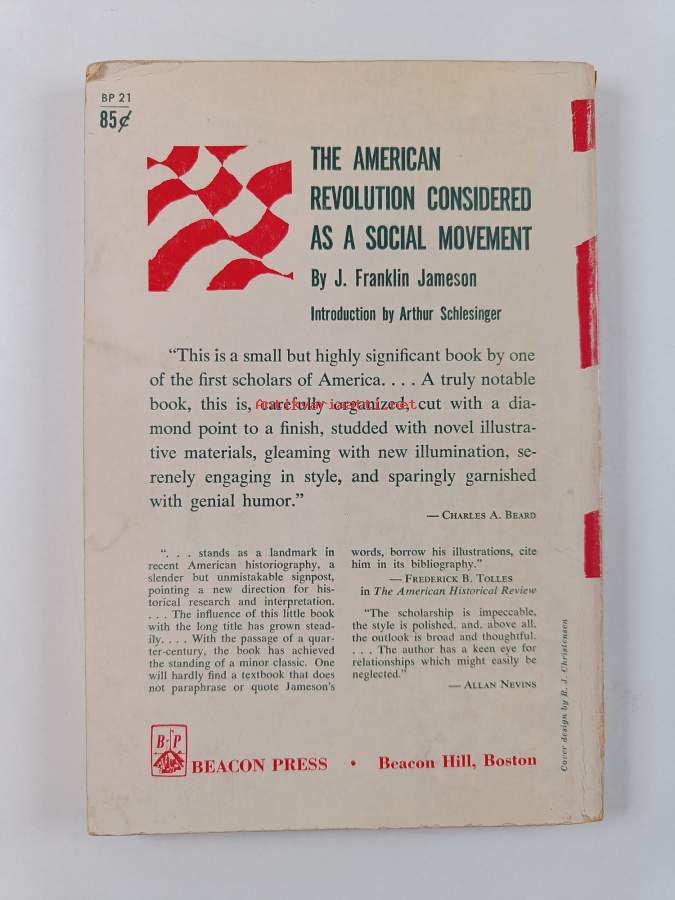 BP 21
85¢
THE AMERICAN
REVOLUTION CONSIDERED
AS A SOCIAL MOVEMENT
By J. Franklin Jameson
Introduction by Arthur Schlesinger
“This is a small but highly significant book by one
of the first scholars of America. . . . A truly notable
book, this is, carefully organized, cut with a dia-
mond point to a finish, studded with novel illustra-
tive materials, gleaming with new illumination, se-
renely engaging in style, and sparingly garnished
with genial humor.”
— CHARLES A. BEARD
“. . . stands as a landmark in
recent American historiography, a
slender but unmistakable signpost,
pointing a new direction for his-
torical research and interpretation.
. . . The influence of this little book
with the long title has grown stead-
ily. . . . With the passage of a quar-
ter-century, the book has achieved
the standing of a minor classic. One
will hardly find a textbook that does
not paraphrase or quote Jameson’s
words, borrow his illustrations, cite
him in its bibliography.”
— FREDERICK B. TOLLES
in The American Historical Review
“The scholarship is impeccable,
the style is polished, and, above all,
the outlook is broad and thoughtful.
. . . The author has a keen eye for
relationships which might easily be
neglected.”
— ALLAN NEVINS
Cover design by R. J. Christensen
B P
BEACON PRESS • Beacon Hill, Boston